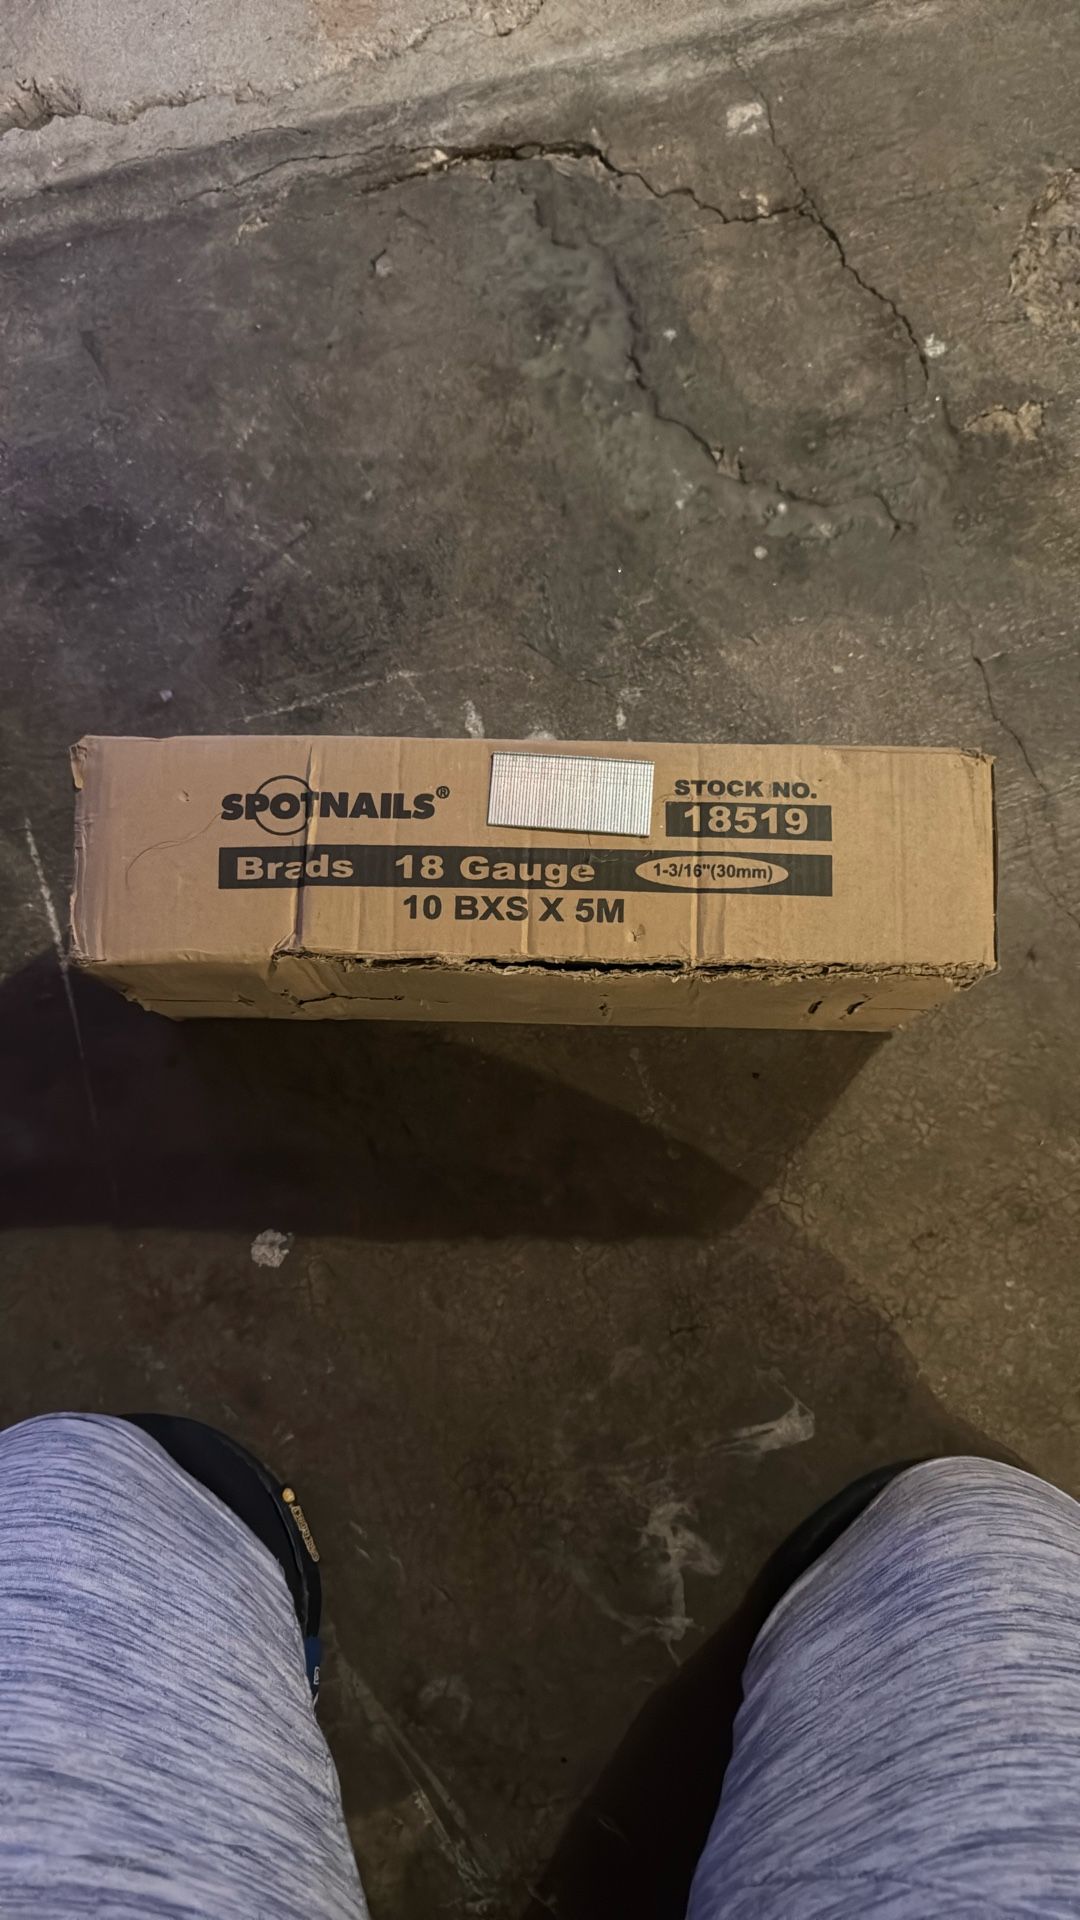 SPOTNAILS®
STOCK NO.
18519
Brads 18 Gauge 1-3/16"(30mm)
10 BXS X 5M